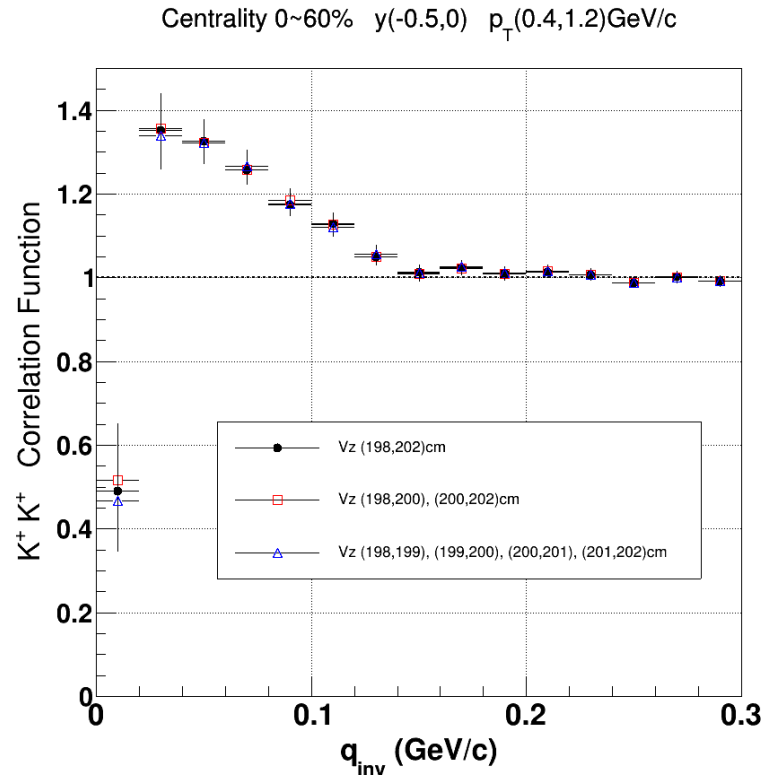 Centrality 0~60% y(-0.5,0) p_T(0.4,1.2)GeV/c
K⁺ K⁺ Correlation Function
1.4
1.2
1
0.8
0.6
0.4
0.2
0
Vz (198,202)cm
Vz (198,200), (200,202)cm
Vz (198,199), (199,200), (200,201), (201,202)cm
0 0.1 0.2 0.3
q_inv (GeV/c)